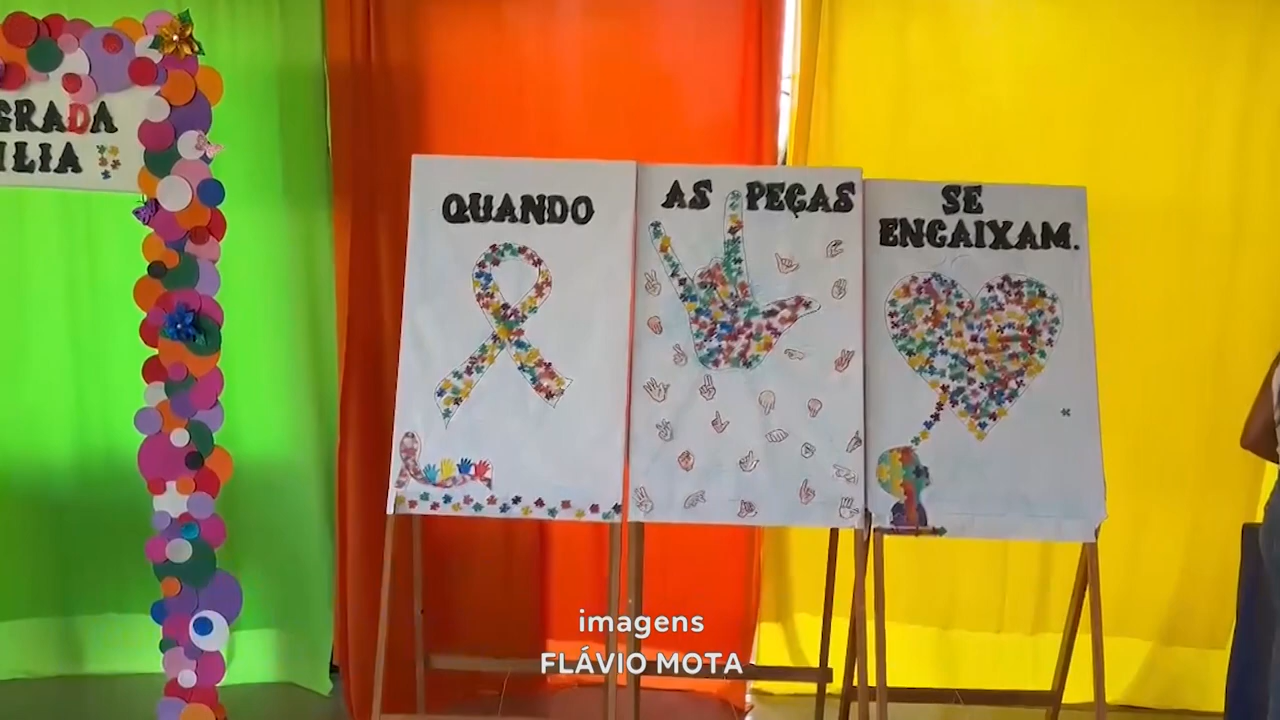 GRADA
ILIA
QUANDO
AS PEÇAS
SE
ENCAIXAM.
imagens
FLÁVIO MOTA